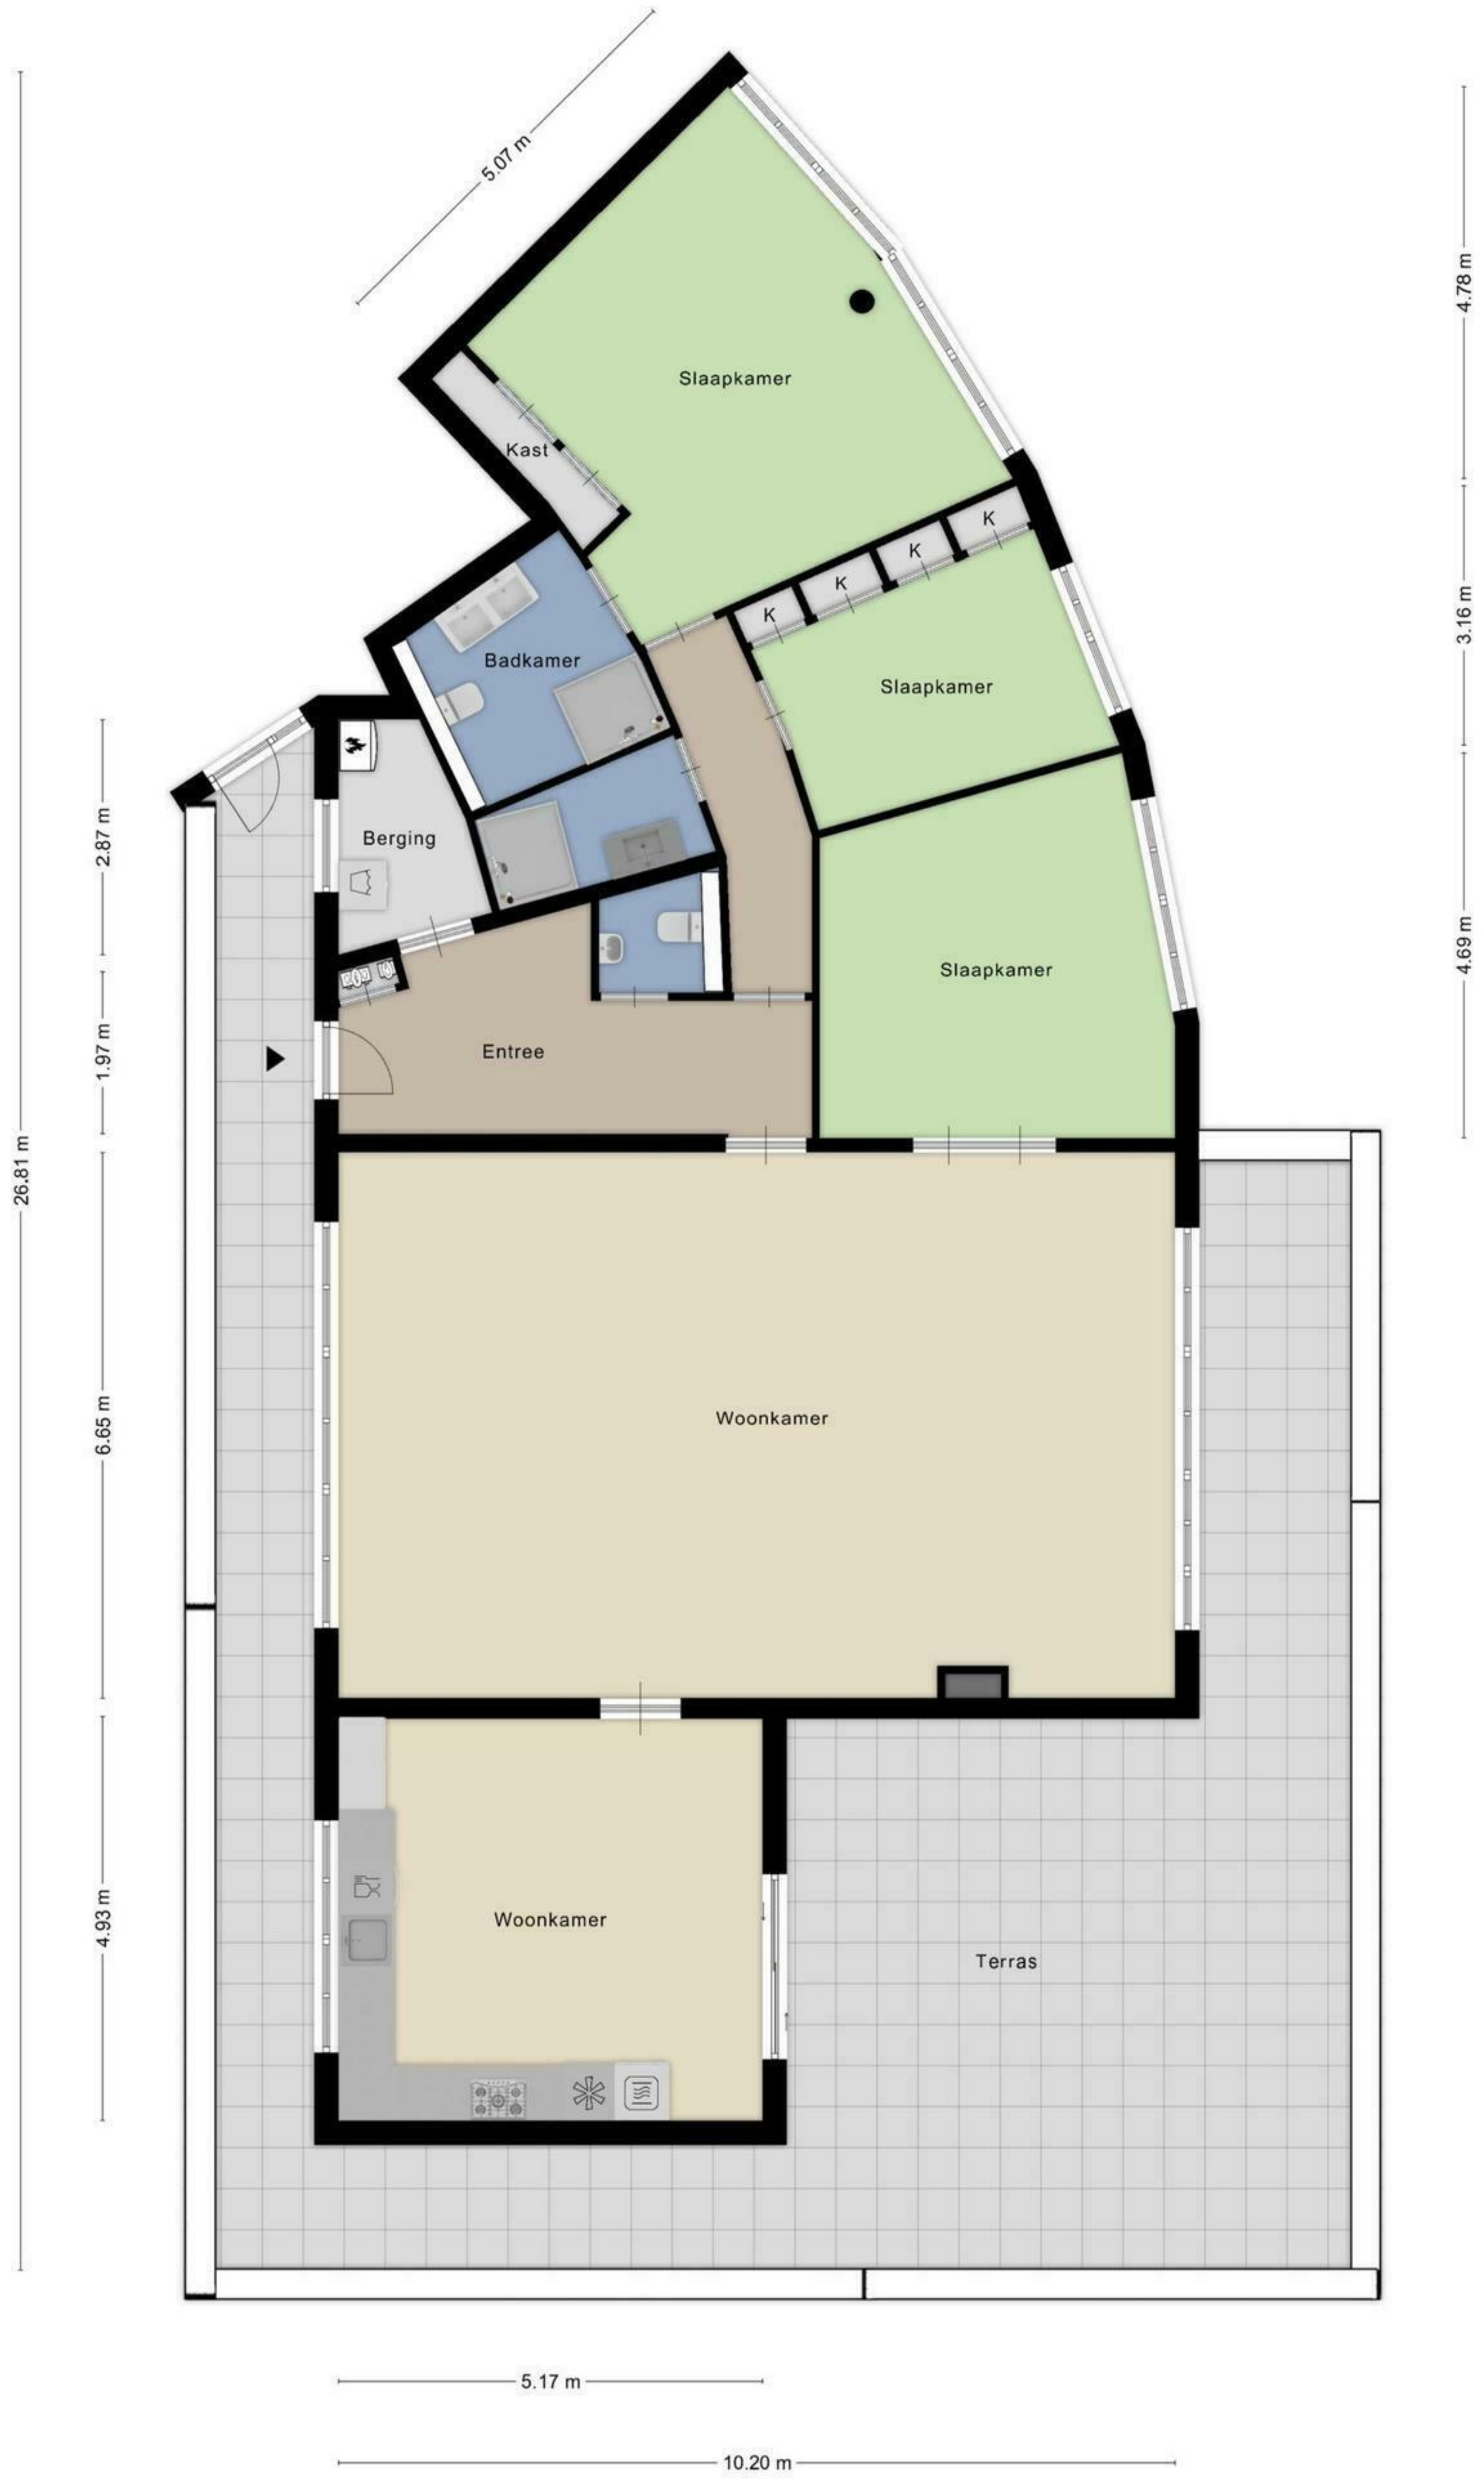 5.07 m
4.78 m
Slaapkamer
Kast
K
K
K
K
3.16 m
Badkamer
Slaapkamer
Berging
2.87 m
4.69 m
Slaapkamer
1.97 m
Entree
26.81 m
6.65 m
Woonkamer
4.93 m
Woonkamer
Terras
5.17 m
10.20 m